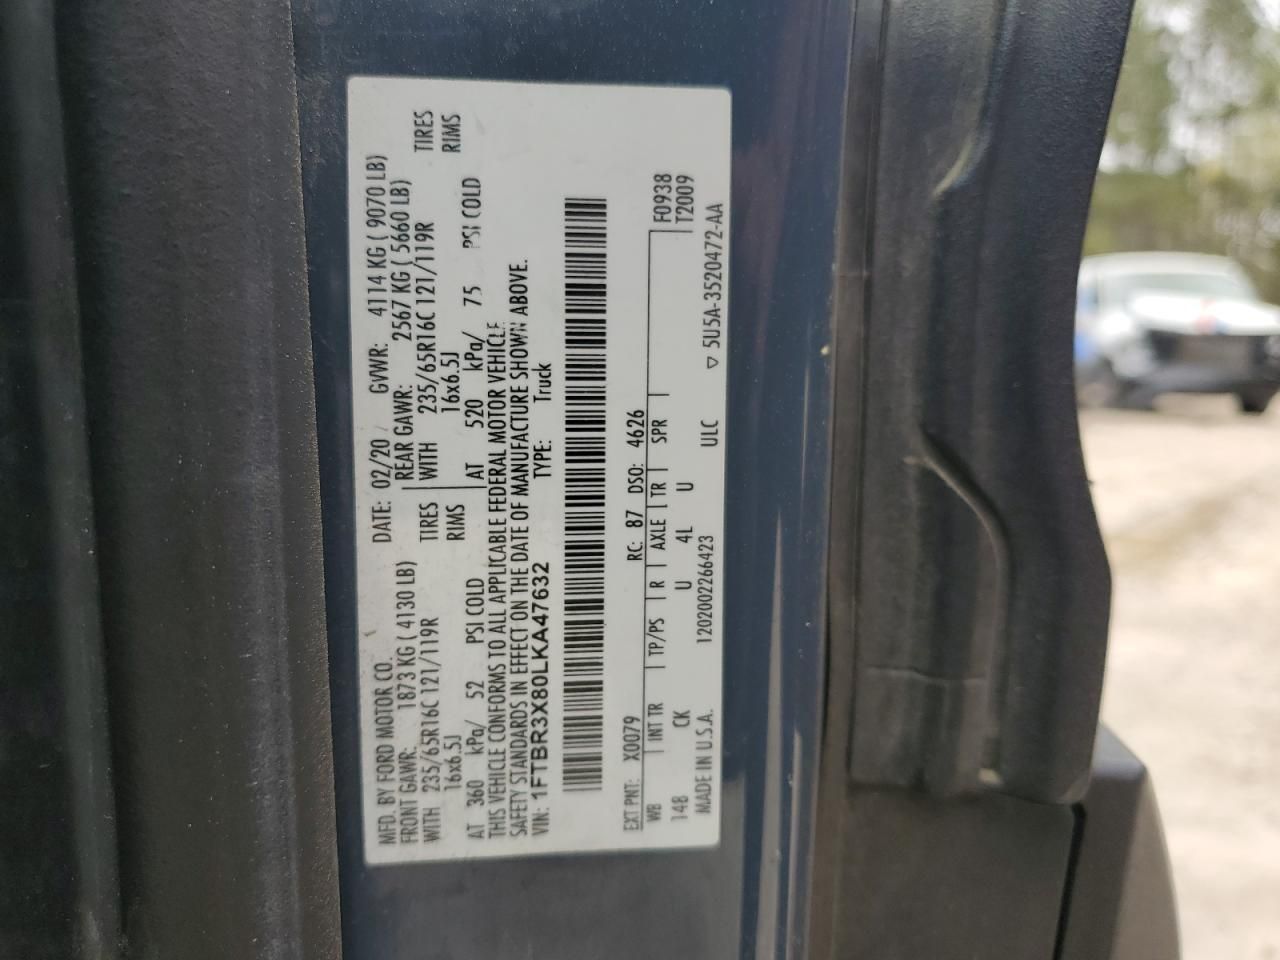 MFD. BY FORD MOTOR CO.
DATE: 02/20 GVWR: 4114 KG ( 9070 LB)
FRONT GAWR: 1873 KG ( 4130 LB) REAR GAWR: 2567 KG ( 5660 LB)
WITH 235/65R16C 121/119R TIRES WITH 235/65R16C 121/119R TIRES
16x6.5J RIMS 16x6.5J RIMS
AT 360 kPa/ 52 PSI COLD AT 520 kPa/ 75 PSI COLD
THIS VEHICLE CONFORMS TO ALL APPLICABLE FEDERAL MOTOR VEHICLE
SAFETY STANDARDS IN EFFECT ON THE DATE OF MANUFACTURE SHOWN ABOVE.
VIN: 1FTBR3X80LKA47632 TYPE: Truck
EXT PNT: X0079 RC: 87 DSO: 4626 F0938
WB INT TR TP/PS R AXLE TR SPR T2009
148 CK U 4L U
MADE IN U.S.A. 1202002266423 ULC ▽ 5U5A-3520472-AA